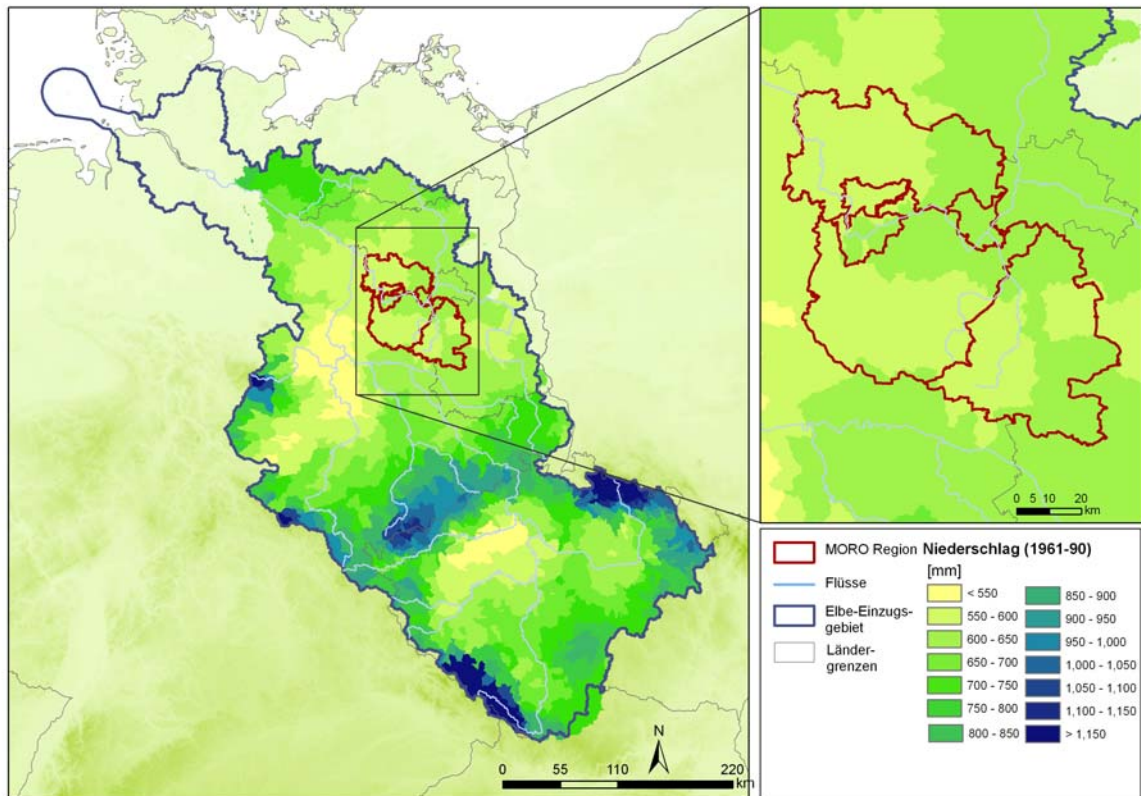 N
0 55 110 220
km
0 5 10 20
km
MORO Region
Flüsse
Elbe-Einzugs-
gebiet
Länder-
grenzen
Niederschlag (1961-90)
[mm]
< 550
550 - 600
600 - 650
650 - 700
700 - 750
750 - 800
800 - 850
850 - 900
900 - 950
950 - 1,000
1,000 - 1,050
1,050 - 1,100
1,100 - 1,150
> 1,150